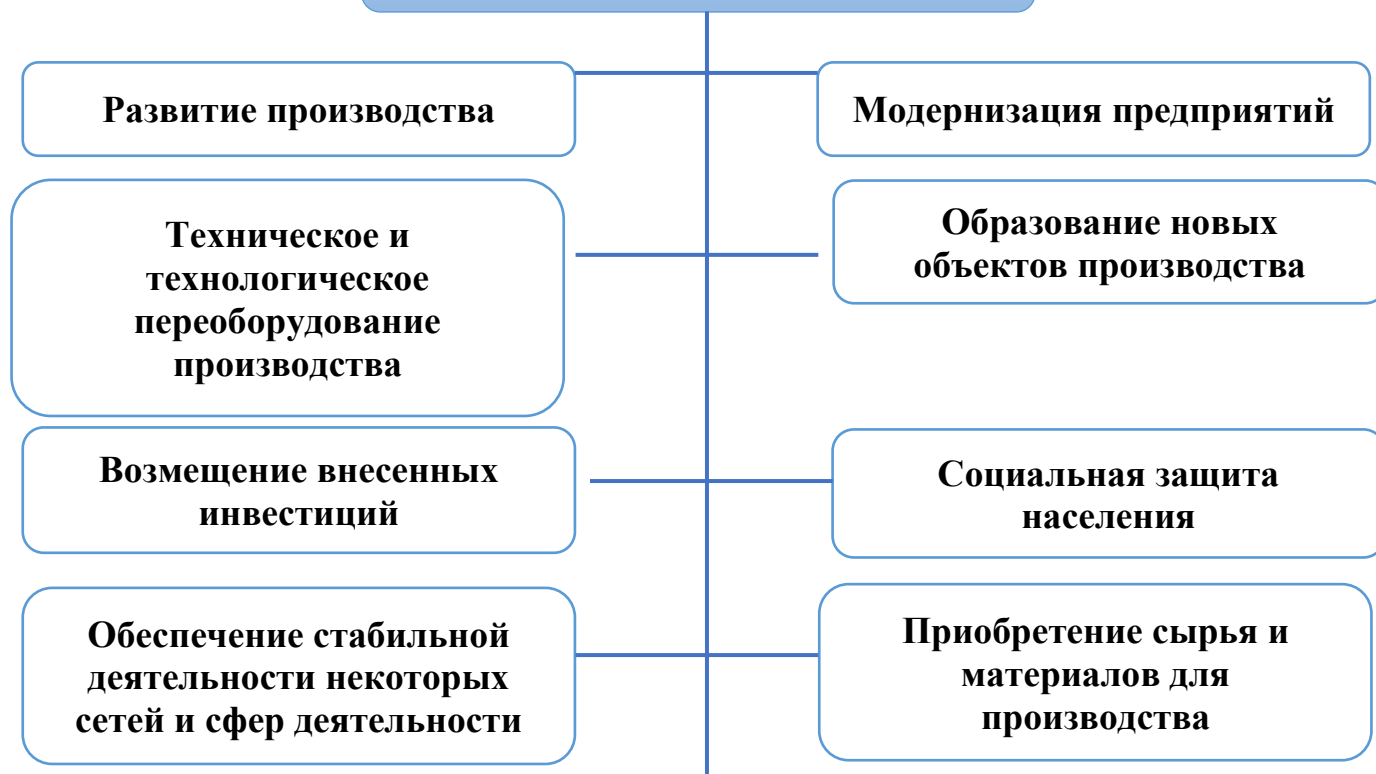 Развитие производства
Модернизация предприятий
Техническое и
технологическое
переоборудование
производства
Образование новых
объектов производства
Возмещение внесенных
инвестиций
Социальная защита
населения
Обеспечение стабильной
деятельности некоторых
сетей и сфер деятельности
Приобретение сырья и
материалов для
производства